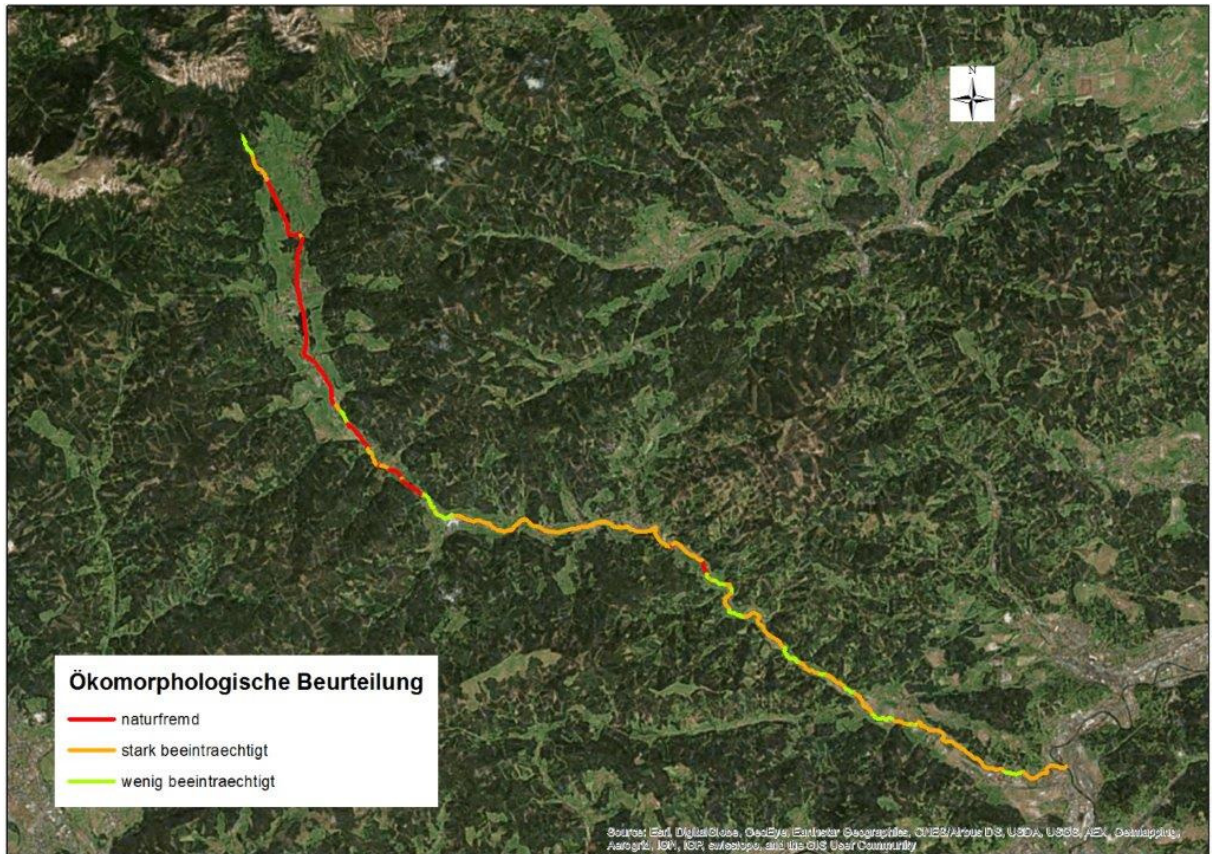 N
Ökomorphologische Beurteilung
naturfremd
stark beeintraechtigt
wenig beeintraechtigt
Source: Esri, DigitalGlobe, GeoEye, Earthstar Geographics, CNES/Airbus DS, USDA, USGS, AEX, Getmapping,
Aerogrid, IGN, IGP, swisstopo, and the GIS User Community